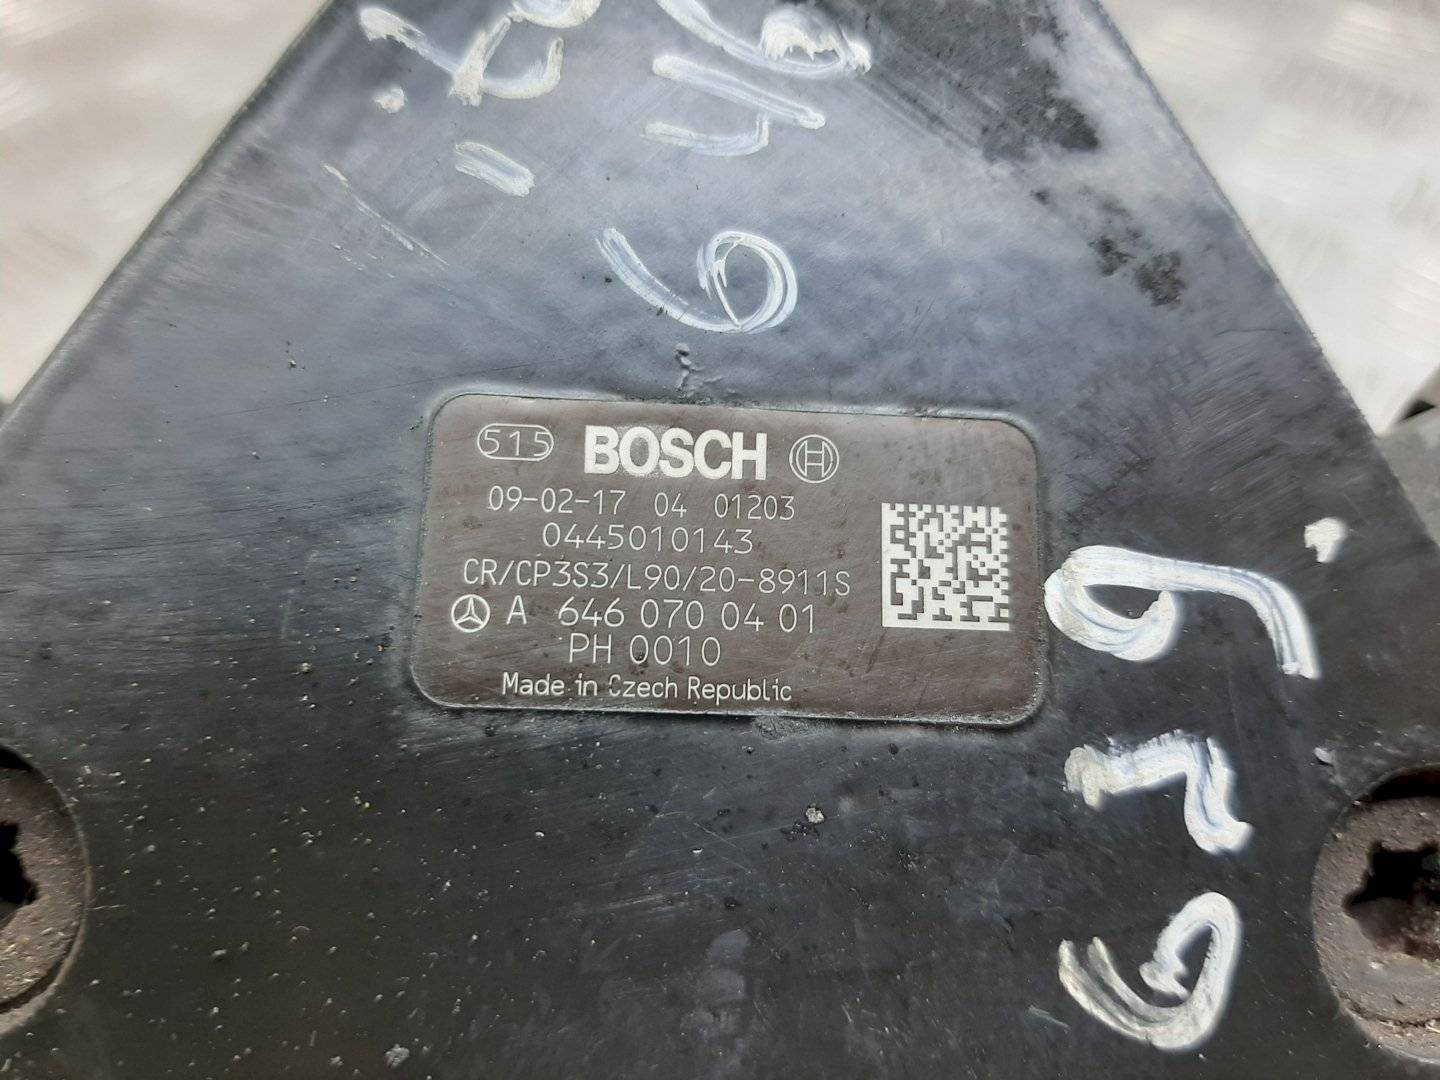 515 BOSCH
09-02-17 04 01203
0445010143
CR/CP3S3/L90/20-8911S
A 646 070 04 01
PH 0010
Made in Czech Republic